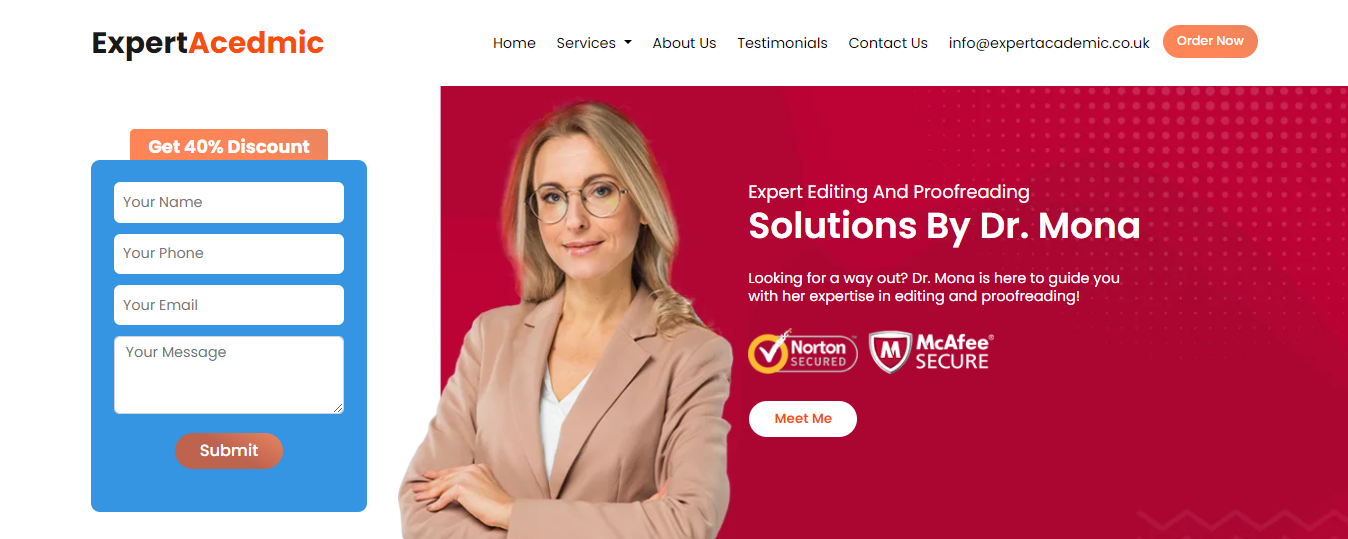 ExpertAcedmic
Home Services About Us Testimonials Contact Us info@expertacademic.co.uk Order Now
Get 40% Discount
Your Name
Your Phone
Your Email
Your Message
Submit
Expert Editing And Proofreading
Solutions By Dr. Mona
Looking for a way out? Dr. Mona is here to guide you
with her expertise in editing and proofreading!
Norton
SECURED
M
McAfee®
SECURE
Meet Me